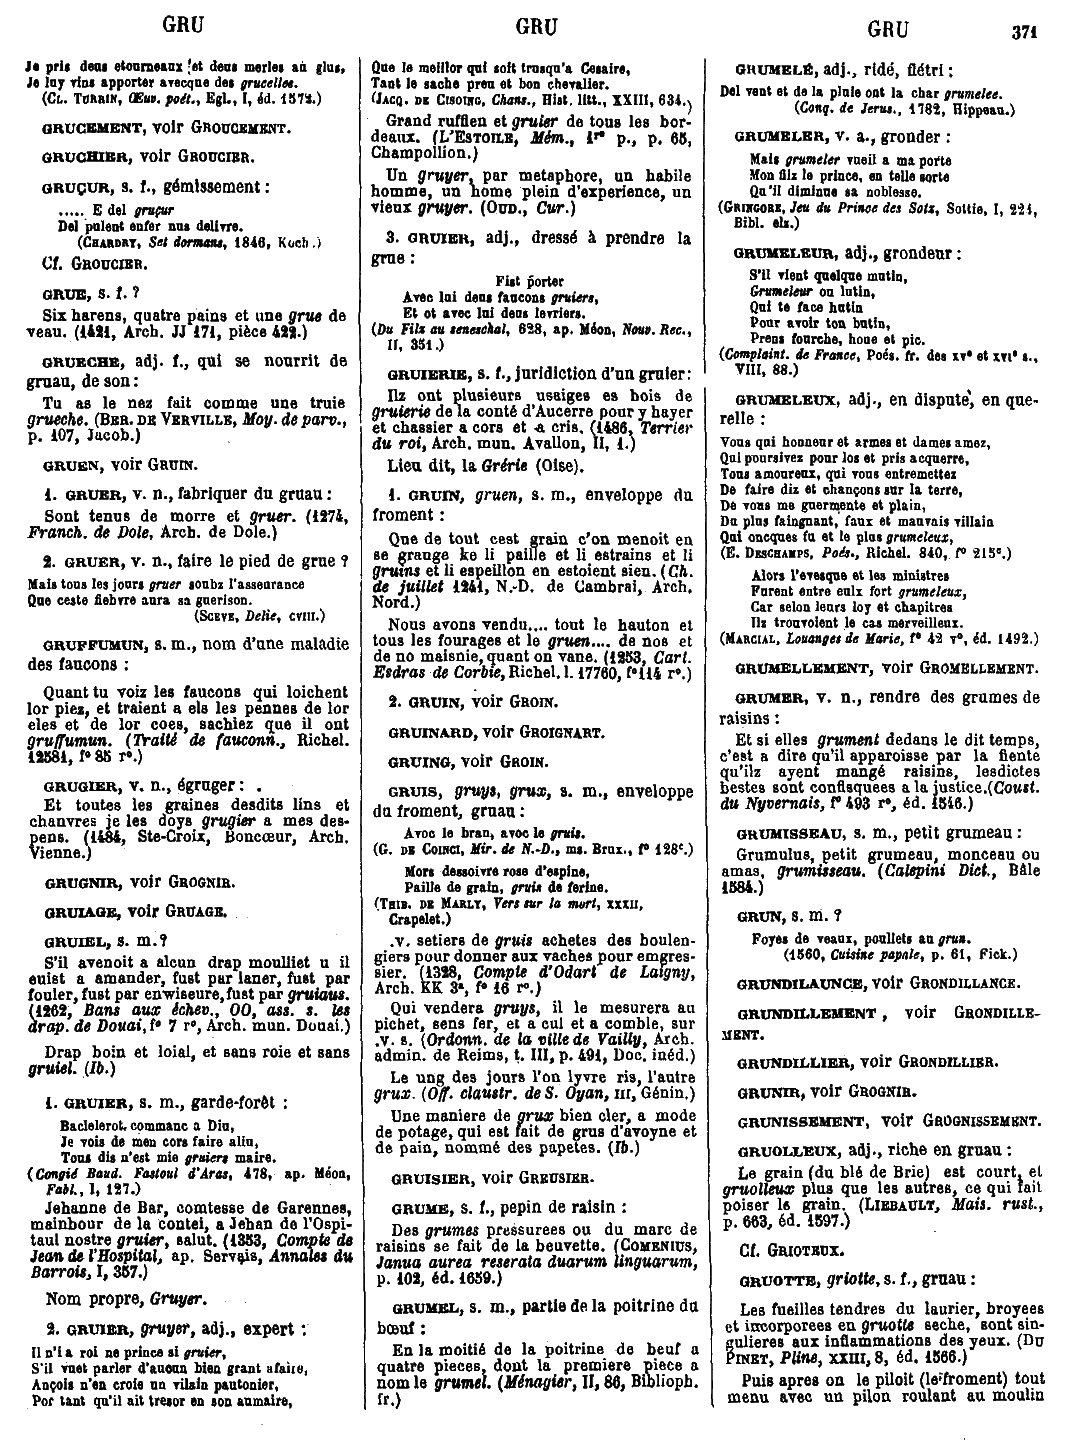 GRU
GRU
GRU
371
Je pris deus etourneaux et deus merles au glus,
Je luy vins apporter avecque des grucelles.
(CL. TURRIN, Œuv. poét., Egl., I, éd. 1572.)
GRUCEMENT, voir GROUCEMENT.
GRUCHIER, voir GROUCIER.
GRUÇUR, s. f., gémissement :
..... E del gruçur
Del pulent enfer nus delivre.
(CHARDRY, Set dormans, 1846, Koch.)
Cf. GROUCIER.
GRUE, s. f. ?
Six harens, quatre pains et une grue de
veau. (1421, Arch. JJ 171, pièce 422.)
GRUECHE, adj. f., qui se nourrit de
gruau, de son :
Tu as le nez fait comme une truie
grueche. (BER. DE VERVILLE, Moy. de parv.,
p. 107, Jacob.)
GRUEN, voir GRUIN.
1. GRUER, v. n., fabriquer du gruau :
Sont tenus de morre et gruer. (1274,
Franch. de Dole, Arch. de Dole.)
2. GRUER, v. n., faire le pied de grue ?
Mais tous les jours gruer soubz l'asseurance
Que ceste fiebvre aura sa guerison.
(SCEVE, Delie, CVIII.)
GRUFFUMUN, s. m., nom d'une maladie
des faucons :
Quant tu voiz les faucons qui loichent
lor piez, et traient a els les pennes de lor
eles et de lor coes, sachiez que il ont
gruffumun. (Traité de fauconn., Richel.
12581, f° 85 r°.)
GRUGIER, v. n., égruger : .
Et toutes les graines desdits lins et
chanvres je les doys grugier a mes des-
pens. (1484, Ste-Croix, Boncœur, Arch.
Vienne.)
GRUGNIR, voir GROGNIR.
GRUIAGE, voir GRUAGE.
GRUIEL, s. m. ?
S'il avenoit a alcun drap moulliet u il
euist a amander, fust par laner, fust par
fouler, fust par enwiseure, fust par gruiaus.
(1262, Bans aux échev., OO, ass. s. les
drap. de Douai, f° 7 r°, Arch. mun. Douai.)
Drap boin et loial, et sans roie et sans
gruiel. (Ib.)
1. GRUIER, s. m., garde-forêt :
Baclelerot commanc a Diu,
Je vois de men cors faire aliu,
Tous dis n'est mie gruiers maire.
(Congié Baud. Fastoul d'Aras, 478, ap. Méon,
Fabl., I, 127.)
Jehanne de Bar, comtesse de Garennes,
mainbour de la contei, a Jehan de l'Ospi-
taul nostre gruier, salut. (1353, Compte de
Jean de l'Hospital, ap. Servais, Annales du
Barrois, I, 357.)
Nom propre, Gruyer.
2. GRUIER, gruyer, adj., expert :
Il n'i a roi ne prince si gruier,
S'il vuet parler d'aucun bien grant afaire,
Ançois n'en croie un vilain pautonier,
Por tant qu'il ait tresor en son aumaire,
Que le meillor qui soit trusqu'a Cesaire,
Tant le sache preu et bon chevalier.
(JACQ. DE CISOING, Chans., Hist. litt., XXIII, 634.)
Grand ruffien et gruier de tous les bor-
deaux. (L'ESTOILE, Mém., 1re p., p. 65,
Champollion.)
Un gruyer, par metaphore, un habile
homme, un home plein d'experience, un
vieux gruyer. (OUD., Cur.)
3. GRUIER, adj., dressé à prendre la
grue :
Fist porter
Avec lui deus faucons gruiers,
Et ot avec lui deus levriers.
(Du Filz au seneschal, 628, ap. Méon, Nouv. Rec.,
II, 351.)
GRUIERIE, s. f., juridiction d'un gruier :
Ilz ont plusieurs usaiges es bois de
gruierie de la conté d'Aucerre pour y hayer
et chassier a cors et a cris. (1486, Terrier
du roi, Arch. mun. Avallon, II, 1.)
Lieu dit, la Grérie (Oise).
1. GRUIN, gruen, s. m., enveloppe du
froment :
Que de tout cest grain c'on menoit en
se grange ke li paille et li estrains et li
gruins et li espeillon en estoient sien. (Ch.
de juillet 1241, N.-D. de Cambrai, Arch.
Nord.)
Nous avons vendu.... tout le hauton et
tous les fourages et le gruen.... de nos et
de no maisnie, quant on vane. (1253, Cart.
Esdras de Corbie, Richel. l. 17760, f° 114 r°.)
2. GRUIN, voir GROIN.
GRUINARD, voir GROIGNART.
GRUING, voir GROIN.
GRUIS, gruys, grux, s. m., enveloppe
du froment, gruau :
Avoc le bran, avoc le gruis.
(G. DE COINCI, Mir. de N.-D., ms. Brux., f° 128c.)
Mors dessoivre rose d'espine,
Paille de grain, gruis de ferine.
(THIB. DE MARLY, Vers sur la mort, XXXII,
Crapelet.)
.V. setiers de gruis achetes des boulen-
giers pour donner aux vaches pour emgres-
sier. (1328, Compte d'Odart de Laigny,
Arch. KK 3a, f° 16 r°.)
Qui vendera gruys, il le mesurera au
pichet, sens fer, et a cul et a comble, sur
.V. s. (Ordonn. de la ville de Vailly, Arch.
admin. de Reims, t. III, p. 491, Doc. inéd.)
Le ung des jours l'on lyvre ris, l'autre
grux. (Off. claustr. de S. Oyan, III, Génin.)
Une maniere de grux bien cler, a mode
de potage, qui est fait de grus d'avoyne et
de pain, nommé des papetes. (Ib.)
GRUISIER, voir GREUSIER.
GRUME, s. f., pepin de raisin :
Des grumes pressurees ou du marc de
raisins se fait de la beuvette. (COMENIUS,
Janua aurea reserata duarum linguarum,
p. 102, éd. 1659.)
GRUMEL, s. m., partie de la poitrine du
bœuf :
En la moitié de la poitrine de beuf a
quatre pieces, dont la premiere piece a
nom le grumel. (Ménagier, II, 86, Biblioph.
fr.)
GRUMELÉ, adj., ridé, flétri :
Del vent et de la pluie ont la char grumelee.
(Conq. de Jerus., 1782, Hippeau.)
GRUMELER, v. a., gronder :
Mais grumeler vueil a ma porte
Mon filz le prince, en telle sorte
Qu'il diminue sa noblesse.
(GRINGORE, Jeu du Prince des Sotz, Sottie, I, 224,
Bibl. elz.)
GRUMELEUR, adj., grondeur :
S'il vient quelque mutin,
Grumeleur ou lutin,
Qui te face hutin
Pour avoir ton butin,
Prens fourche, houe et pic.
(Complaint. de France, Poés. fr. des XVe et XVIe s.,
VIII, 88.)
GRUMELEUX, adj., en dispute, en que-
relle :
Vous qui honneur et armes et dames amez,
Qui poursivez pour los et pris acquerre,
Tous amoureux, qui vous entremettez
De faire diz et chançons sur la terre,
De vous me guermente et plain,
Du plus faingnant, faux et mauvais villain
Qui oncques fu et le plus grumeleux,
(E. DESCHAMPS, Poés., Richel. 840, f° 215c.)
Alors l'evesque et les ministres
Furent entre eulx fort grumeleux,
Car selon leurs loy et chapitres
Ilz trouvoient le cas merveilleux.
(MARCIAL, Louanges de Marie, f° 42 v°, éd. 1492.)
GRUMELLEMENT, voir GROMELLEMENT.
GRUMER, v. n., rendre des grumes de
raisins :
Et si elles grument dedans le dit temps,
c'est a dire qu'il apparoisse par la fiente
qu'ilz ayent mangé raisins, lesdictes
bestes sont confisquees a la justice. (Coust.
du Nyvernais, f° 493 r°, éd. 1546.)
GRUMISSEAU, s. m., petit grumeau :
Grumulus, petit grumeau, monceau ou
amas, grumisseau. (Calepini Dict., Bâle
1584.)
GRUN, s. m. ?
Foyes de veaux, poullets au grun.
(1560, Cuisine papale, p. 61, Fick.)
GRUNDILAUNCE, voir GRONDILLANCE.
GRUNDILLEMENT, voir GRONDILLE-
MENT.
GRUNDILLIER, voir GRONDILLIER.
GRUNIR, voir GROGNIR.
GRUNISSEMENT, voir GROGNISSEMENT.
GRUOLLEUX, adj., riche en gruau :
Le grain (du blé de Brie) est court, et
gruolleux plus que les autres, ce qui fait
poiser le grain. (LIEBAULT, Mais. rust.,
p. 663, éd. 1597.)
Cf. GRIOTEUX.
GRUOTTE, griotte, s. f., gruau :
Les fueilles tendres du laurier, broyees
et incorporees en gruotte seche, sont sin-
gulieres aux inflammations des yeux. (DU
PINET, Pline, XXIII, 8, éd. 1566.)
Puis apres on le piloit (le froment) tout
menu avec un pilon roulant au moulin